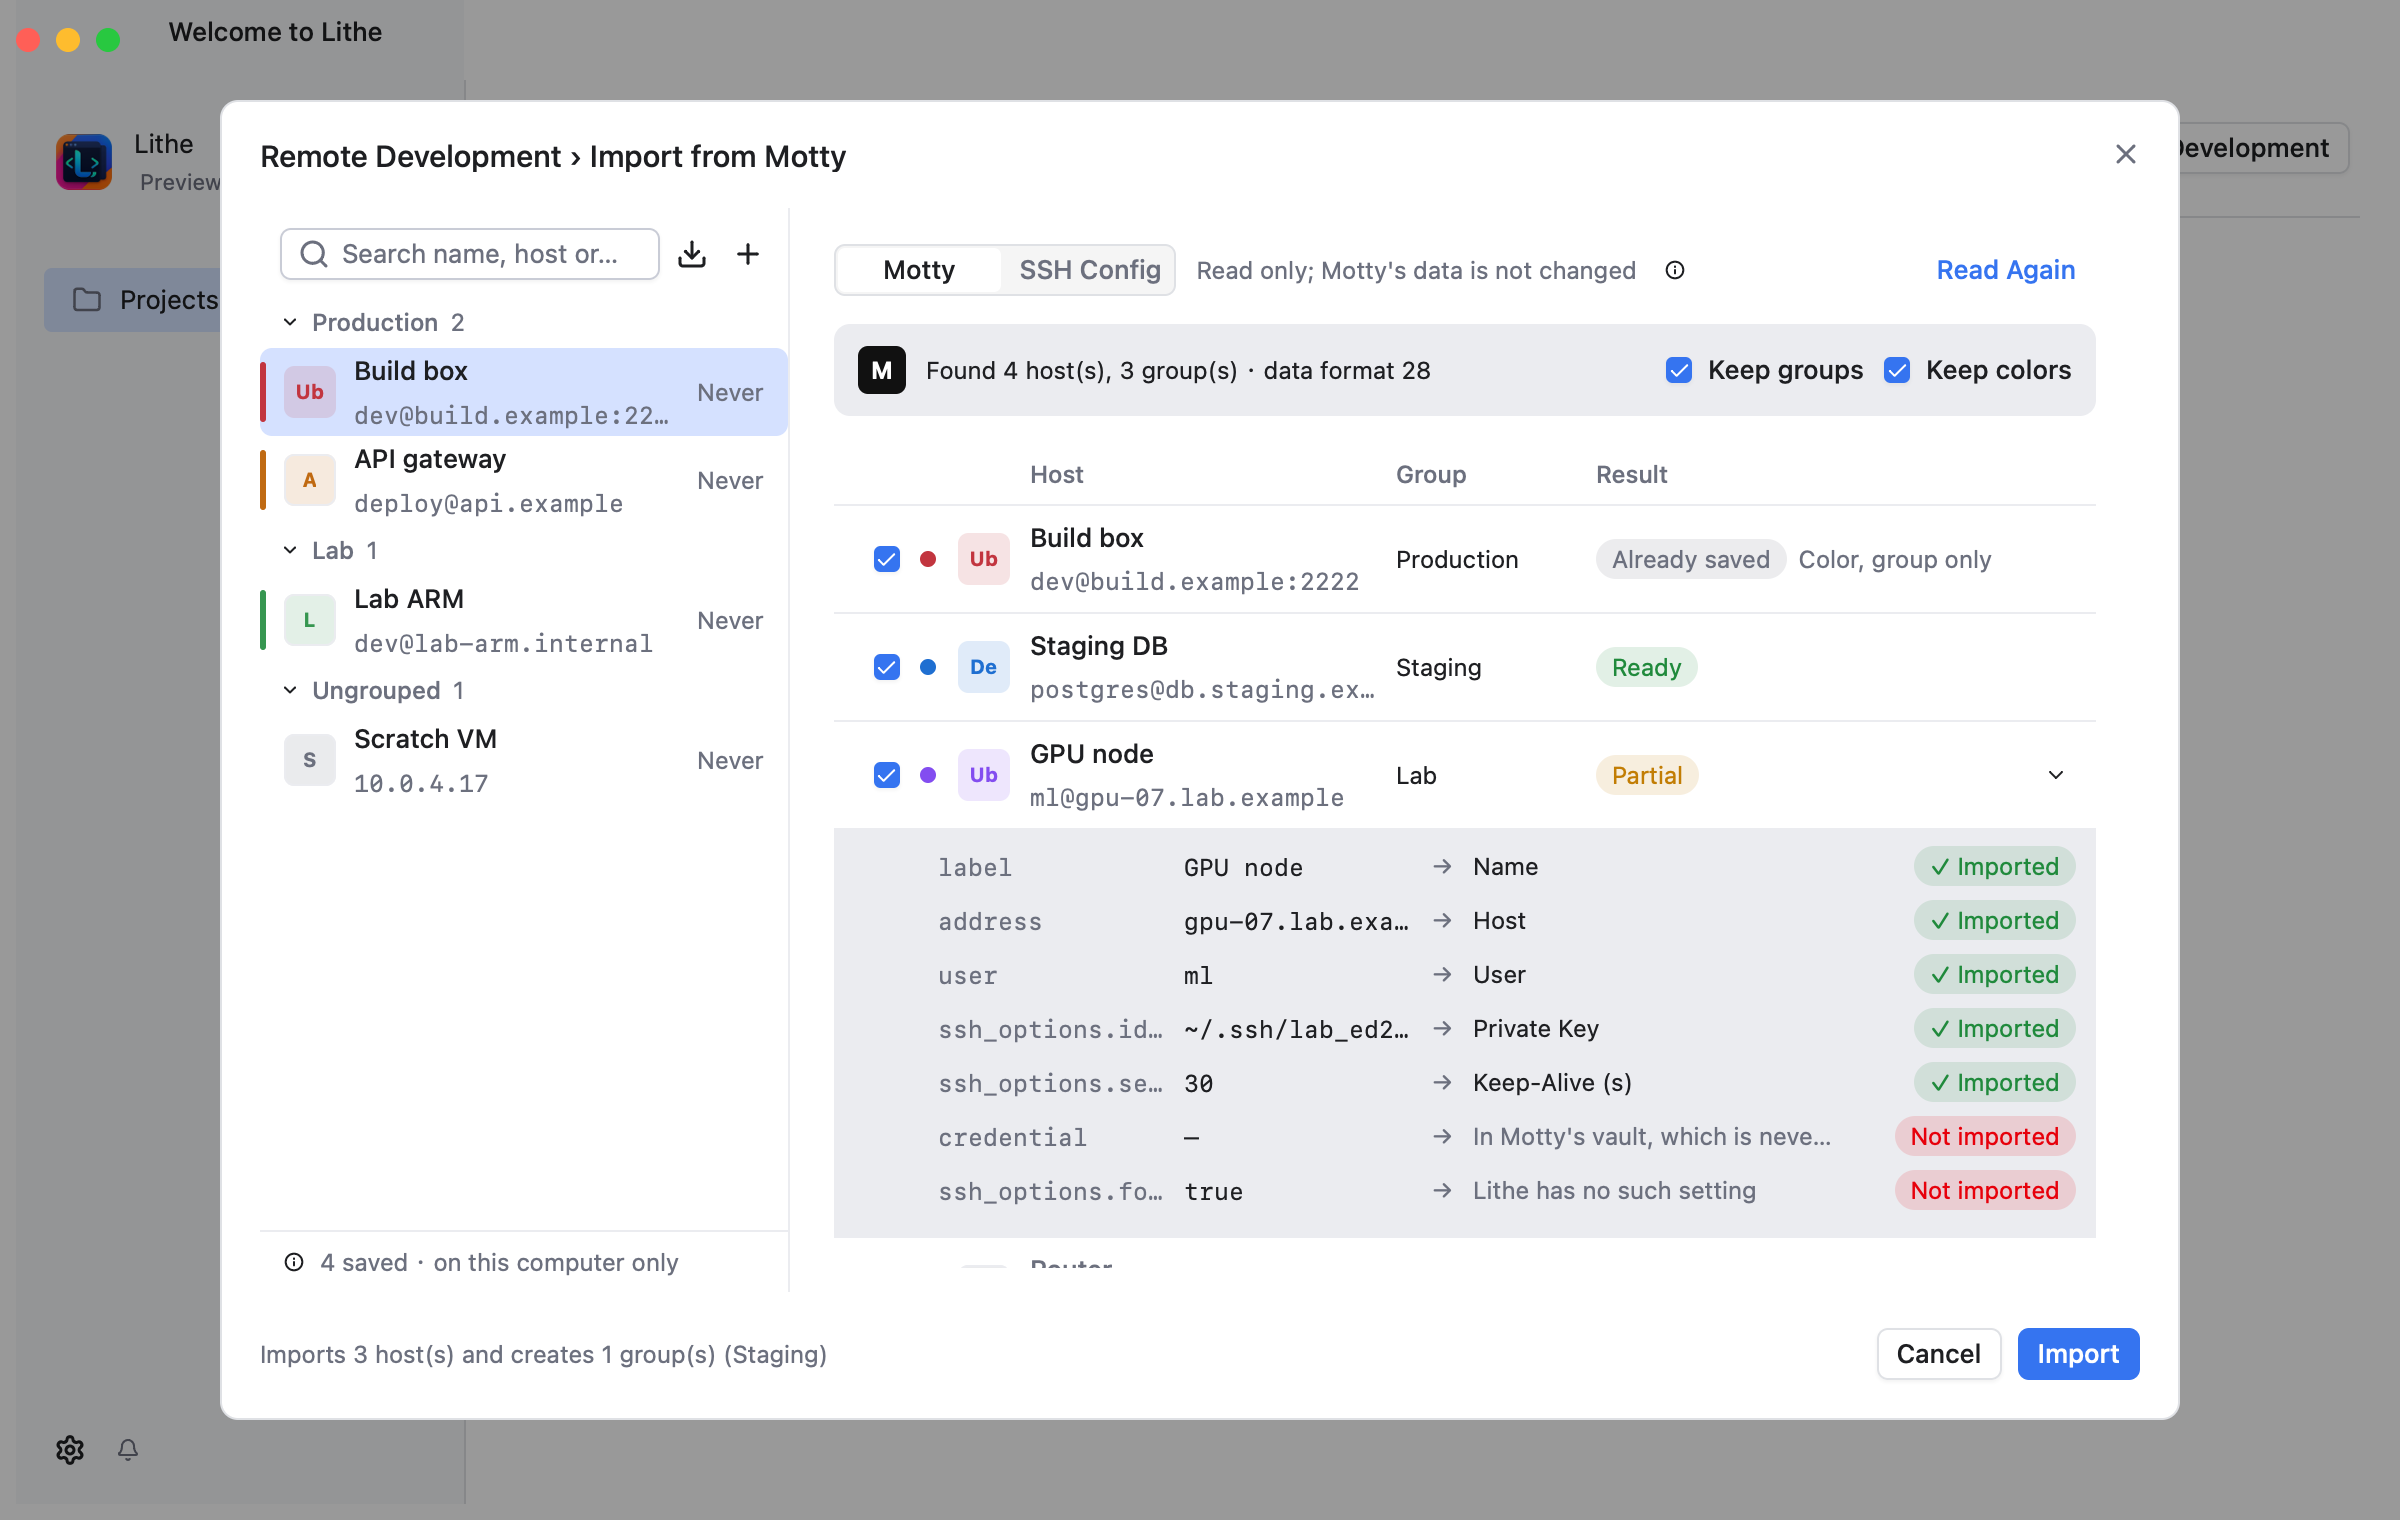 Welcome to Lithe
Lithe
Preview
Projects
Development
Remote Development › Import from Motty
Search name, host or...
Production 2
Ub
Build box
dev@build.example:22…
Never
A
API gateway
deploy@api.example
Never
Lab 1
L
Lab ARM
dev@lab-arm.internal
Never
Ungrouped 1
S
Scratch VM
10.0.4.17
Never
4 saved · on this computer only
Motty
SSH Config
Read only; Motty's data is not changed
Read Again
M
Found 4 host(s), 3 group(s) · data format 28
Keep groups
Keep colors
Host Group Result
Ub
Build box
dev@build.example:2222
Production
Already saved
Color, group only
De
Staging DB
postgres@db.staging.ex…
Staging
Ready
Ub
GPU node
ml@gpu-07.lab.example
Lab
Partial
label GPU node → Name ✓ Imported
address gpu-07.lab.exa… → Host ✓ Imported
user ml → User ✓ Imported
ssh_options.id… ~/.ssh/lab_ed2… → Private Key ✓ Imported
ssh_options.se… 30 → Keep-Alive (s) ✓ Imported
credential — → In Motty's vault, which is neve... Not imported
ssh_options.fo… true → Lithe has no such setting Not imported
Router
Imports 3 host(s) and creates 1 group(s) (Staging)
Cancel
Import